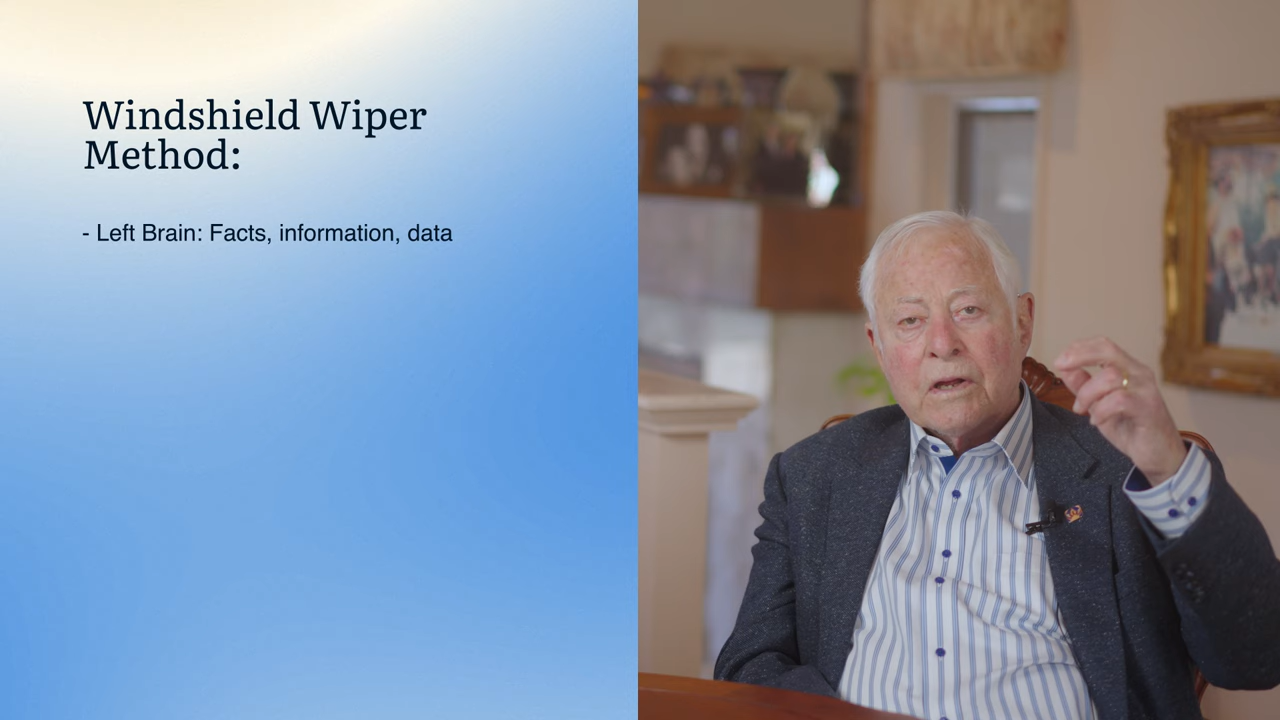 Windshield Wiper
Method:
- Left Brain: Facts, information, data